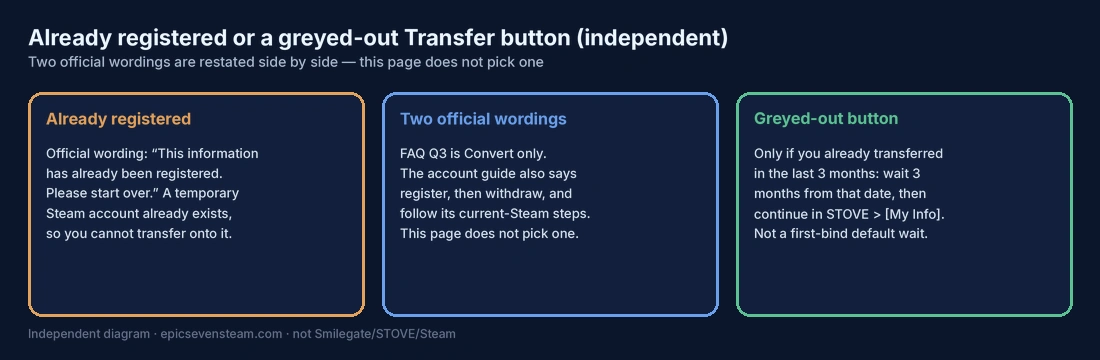 Already registered or a greyed-out Transfer button (independent)
Two official wordings are restated side by side — this page does not pick one
Already registered
Official wording: “This information
has already been registered.
Please start over.” A temporary
Steam account already exists,
so you cannot transfer onto it.
Two official wordings
FAQ Q3 is Convert only.
The account guide also says
register, then withdraw, and
follow its current-Steam steps.
This page does not pick one.
Greyed-out button
Only if you already transferred
in the last 3 months: wait 3
months from that date, then
continue in STOVE > [My Info].
Not a first-bind default wait.
Independent diagram · epicsevensteam.com · not Smilegate/STOVE/Steam